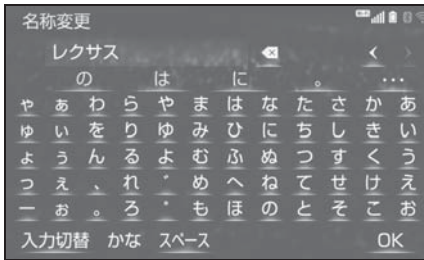 名称変更
レクサス
の は に 。 ...
ゃ ぁ わ ら や ま は な た さ か あ
ゅ ぃ を り ゆ み ひ に ち し き い
ょ ぅ ん る よ む ふ ぬ つ す く う
っ ぇ 、 れ ゛ め へ ね て せ け え
ー ぉ 。 ろ ゜ も ほ の と そ こ お
入力切替 かな スペース OK